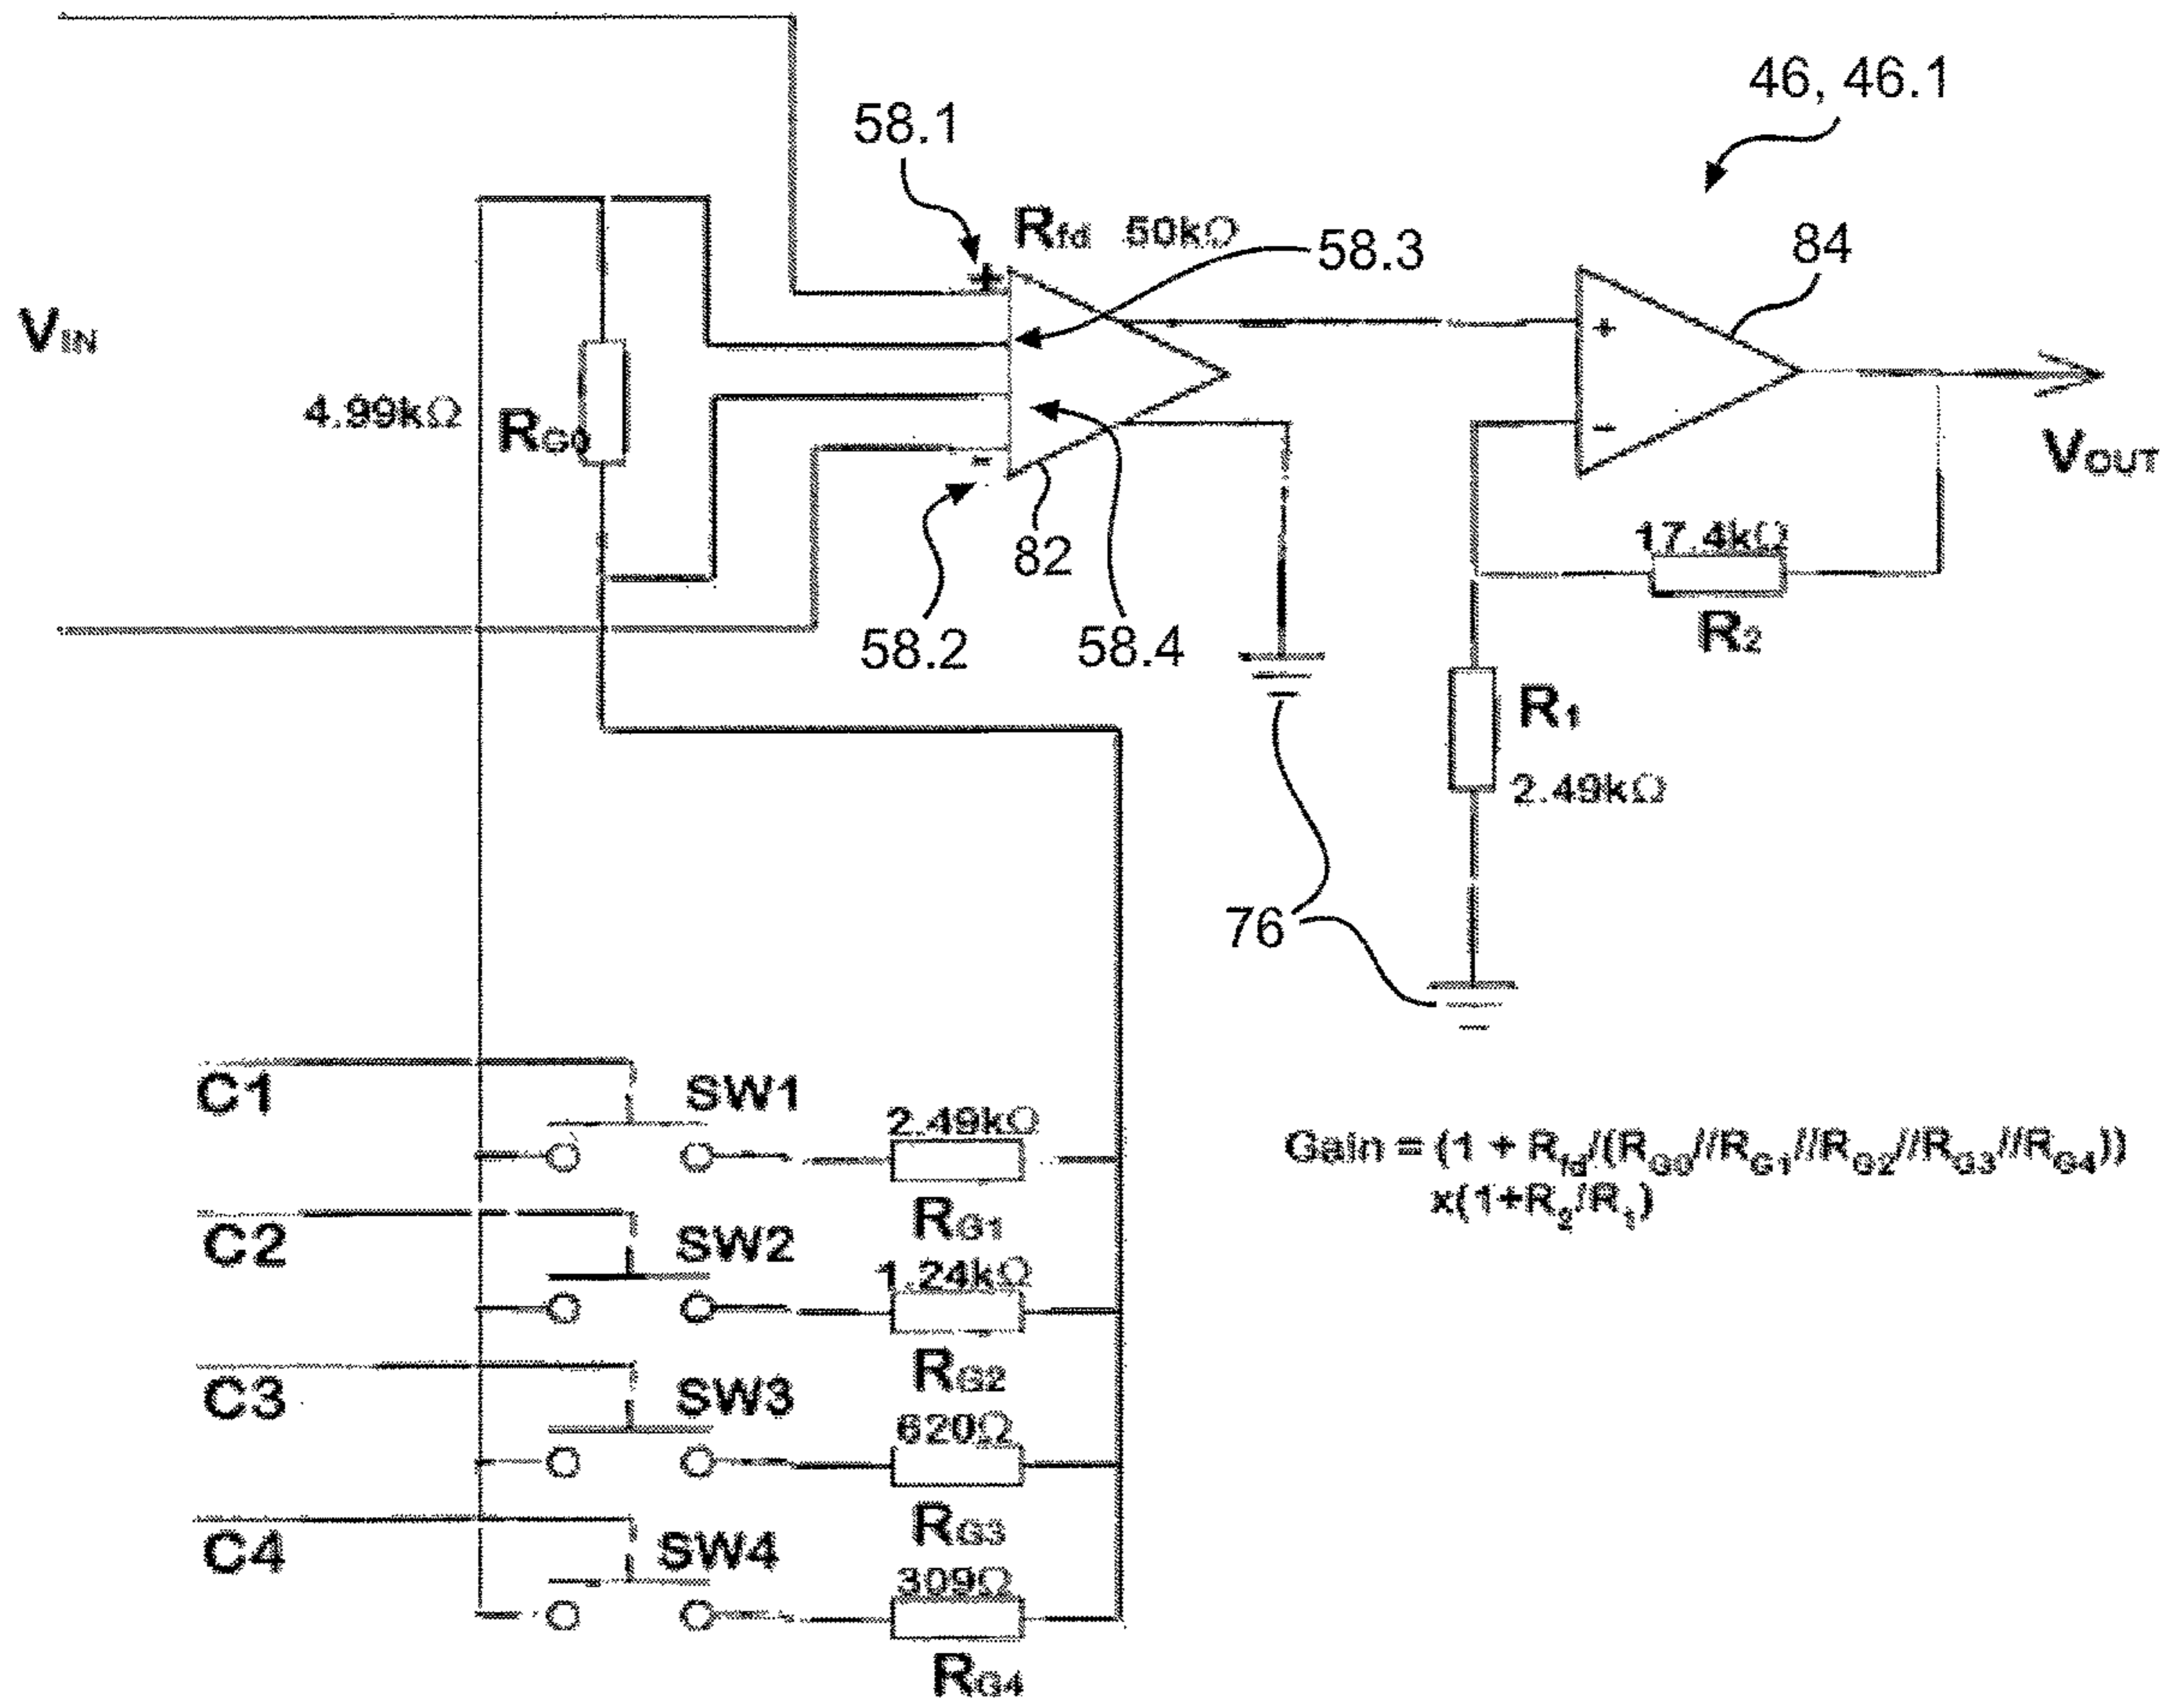 46, 46.1
58.1
Rfd 50kΩ
58.3
84
+
+
VIN
4.99kΩ
RG0
-
-
VOUT
82
17.4kΩ
R2
58.2
58.4
R1
2.49kΩ
76
C1
SW1
2.49kΩ
RG1
C2
SW2
1.24kΩ
RG2
C3
SW3
620Ω
RG3
C4
SW4
309Ω
RG4
Gain = (1 + Rfd/(RG0//RG1//RG2//RG3//RG4))
x(1+R2/R1)